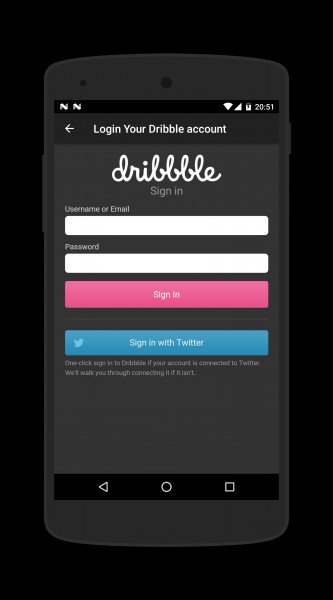 20:51
Login Your Dribble account
dribbble
Sign in
Username or Email
Password
Sign In
Sign in with Twitter
One-click sign in to Dribbble if your account is connected to Twitter.
We'll walk you through connecting it if it isn't.